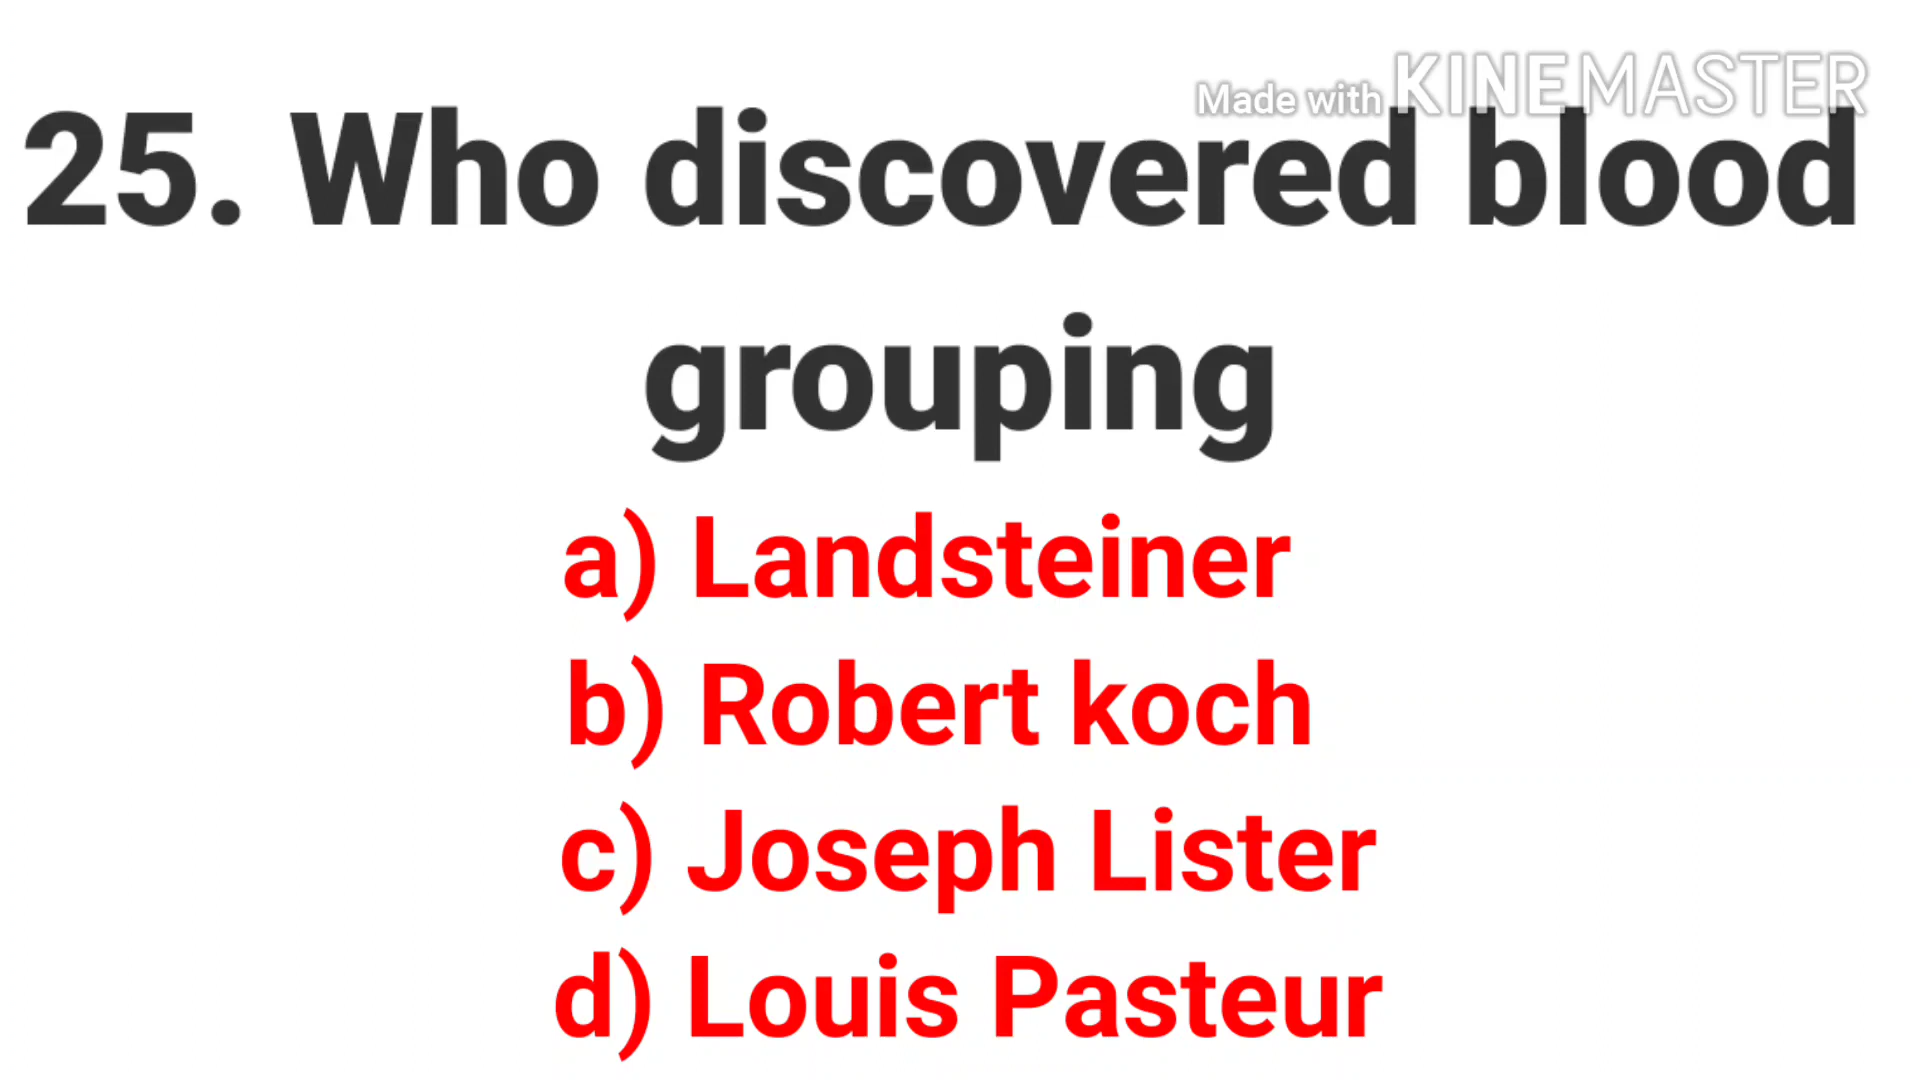 Made with KINEMASTER
25. Who discovered blood
grouping
a) Landsteiner
b) Robert koch
c) Joseph Lister
d) Louis Pasteur